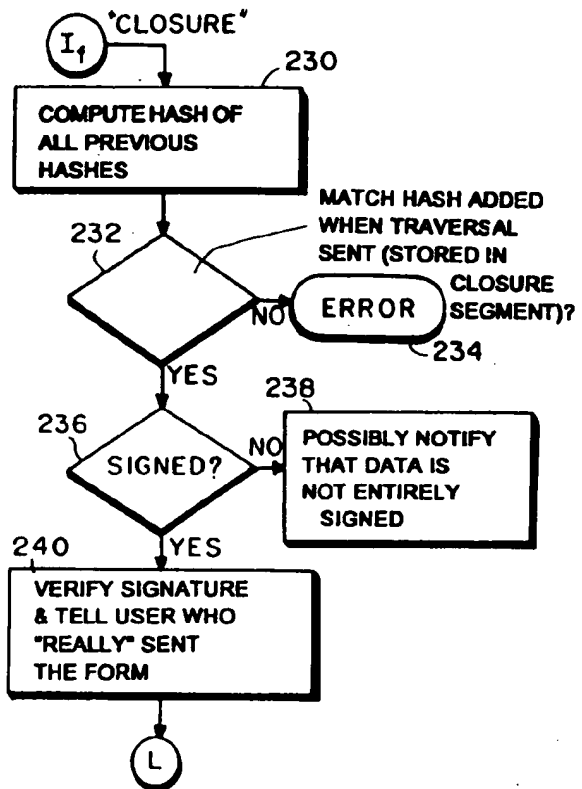 "CLOSURE"
I1
230
COMPUTE HASH OF
ALL PREVIOUS
HASHES
MATCH HASH ADDED
WHEN TRAVERSAL
SENT (STORED IN
CLOSURE
SEGMENT)?
232
NO
ERROR
234
YES
236
SIGNED?
NO
238
POSSIBLY NOTIFY
THAT DATA IS
NOT ENTIRELY
SIGNED
YES
240
VERIFY SIGNATURE
& TELL USER WHO
"REALLY" SENT
THE FORM
L